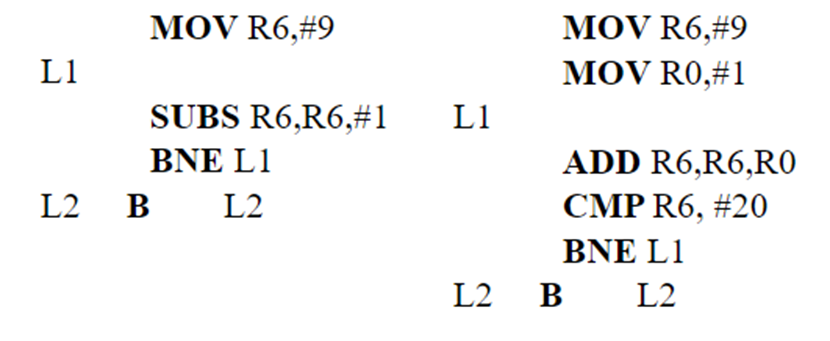 MOV R6,#9
L1
SUBS R6,R6,#1
BNE L1
L2 B L2
MOV R6,#9
MOV R0,#1
L1
ADD R6,R6,R0
CMP R6, #20
BNE L1
L2 B L2